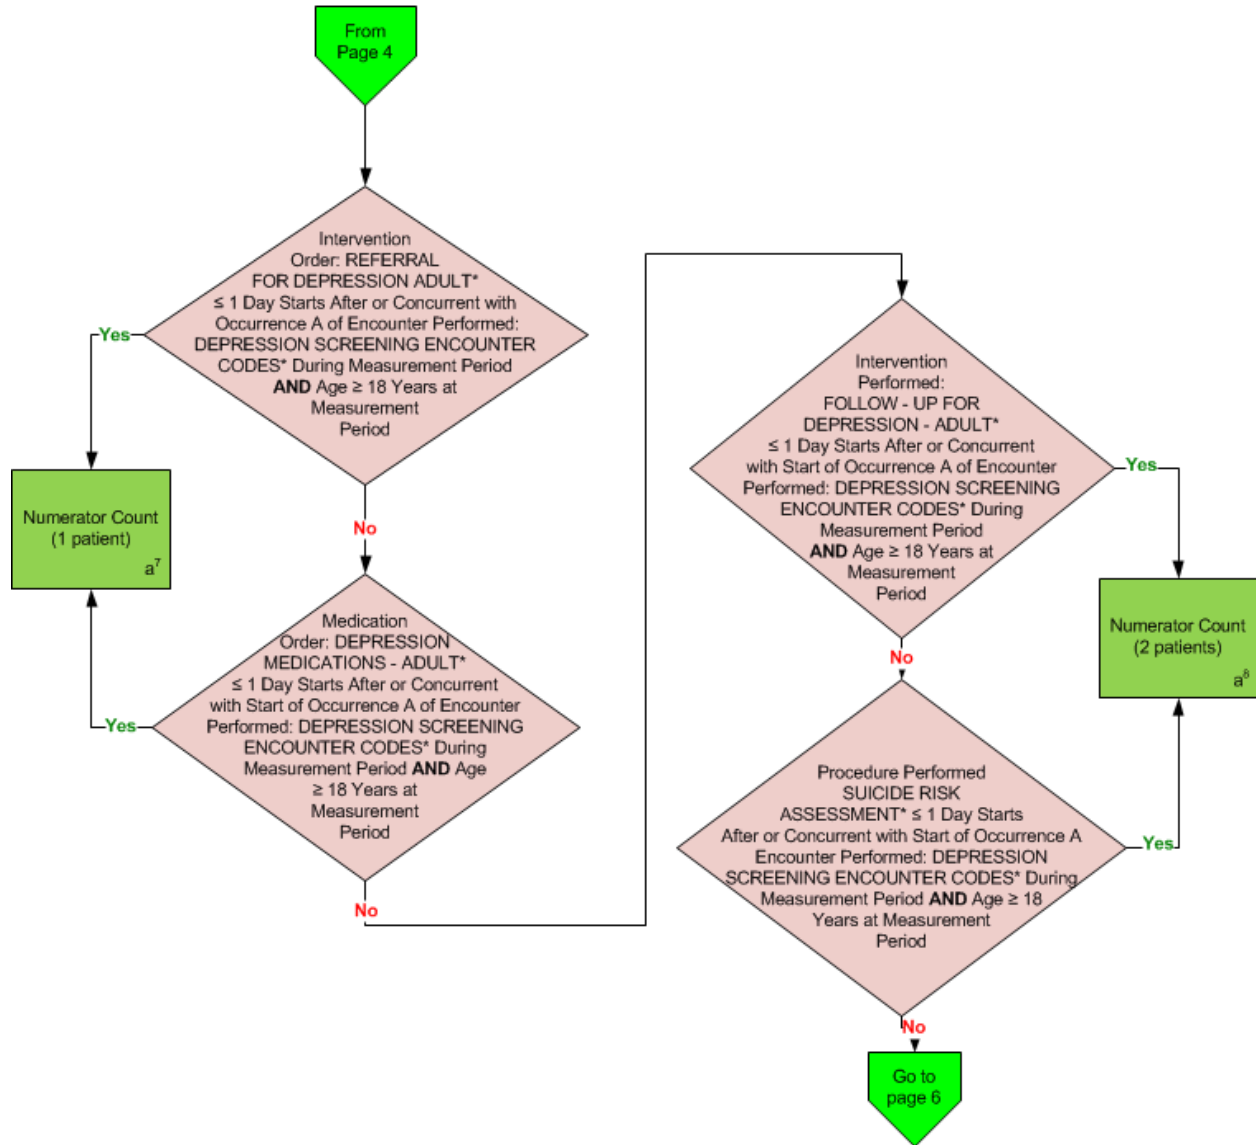 From
Page 4
Intervention
Order: REFERRAL
FOR DEPRESSION ADULT*
≤ 1 Day Starts After or Concurrent with
Occurrence A of Encounter Performed:
DEPRESSION SCREENING ENCOUNTER
CODES* During Measurement Period
AND Age ≥ 18 Years at
Measurement
Period
Yes
No
Numerator Count
(1 patient)
a⁷
Medication
Order: DEPRESSION
MEDICATIONS - ADULT*
≤ 1 Day Starts After or Concurrent
with Start of Occurrence A of Encounter
Performed: DEPRESSION SCREENING
ENCOUNTER CODES* During
Measurement Period AND Age
≥ 18 Years at
Measurement
Period
Yes
No
Intervention
Performed:
FOLLOW - UP FOR
DEPRESSION - ADULT*
≤ 1 Day Starts After or Concurrent
with Start of Occurrence A of Encounter
Performed: DEPRESSION SCREENING
ENCOUNTER CODES* During
Measurement Period
AND Age ≥ 18 Years at
Measurement
Period
Yes
No
Numerator Count
(2 patients)
a⁸
Procedure Performed
SUICIDE RISK
ASSESSMENT* ≤ 1 Day Starts
After or Concurrent with Start of Occurrence A
Encounter Performed: DEPRESSION
SCREENING ENCOUNTER CODES* During
Measurement Period AND Age ≥ 18
Years at Measurement
Period
Yes
No
Go to
page 6